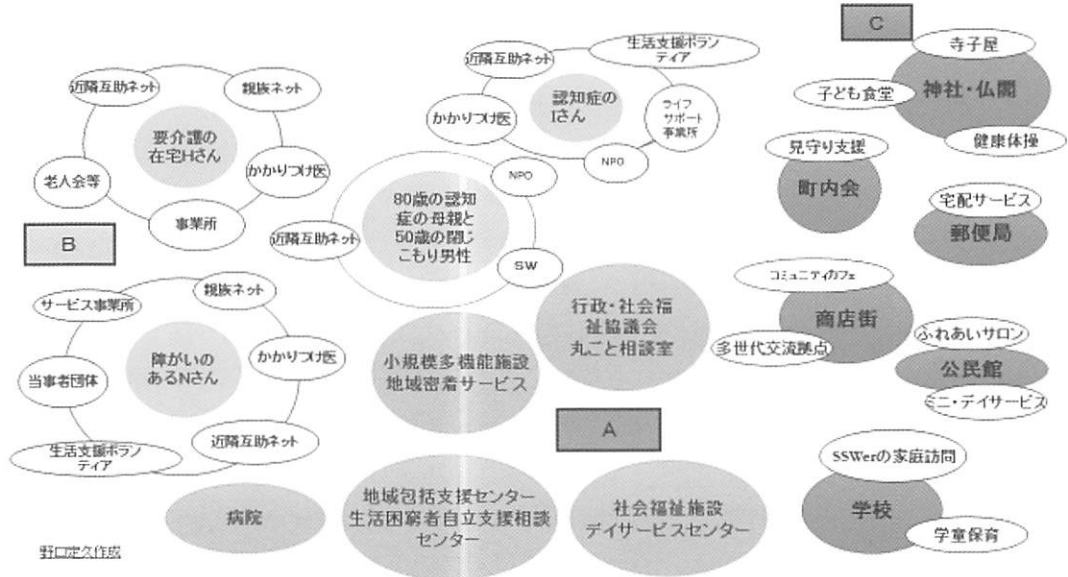 近隣互助ネット
親族ネット
要介護の
在宅Hさん
老人会等
かかりつけ医
事業所
B
近隣互助ネット
生活支援ボラン
ティア
認知症の
Iさん
かかりつけ医
ライフ
サポート
事業所
NPO
NPO
80歳の認知
症の母親と
50歳の閉じ
こもり男性
近隣互助ネット
SW
サービス事業所
親族ネット
障がいの
あるNさん
かかりつけ医
当事者団体
生活支援ボラン
ティア
近隣互助ネット
行政・社会福
祉協議会
丸ごと相談室
小規模多機能施設
地域密着サービス
A
病院
地域包括支援センター
生活困窮者自立支援相談
センター
社会福祉施設
デイサービスセンター
C
寺子屋
子ども食堂
神社・仏閣
健康体操
見守り支援
町内会
宅配サービス
郵便局
コミュニティカフェ
商店街
多世代交流拠点
ふれあいサロン
公民館
ミニ・デイサービス
SSWerの家庭訪問
学校
学童保育
野口定久作成